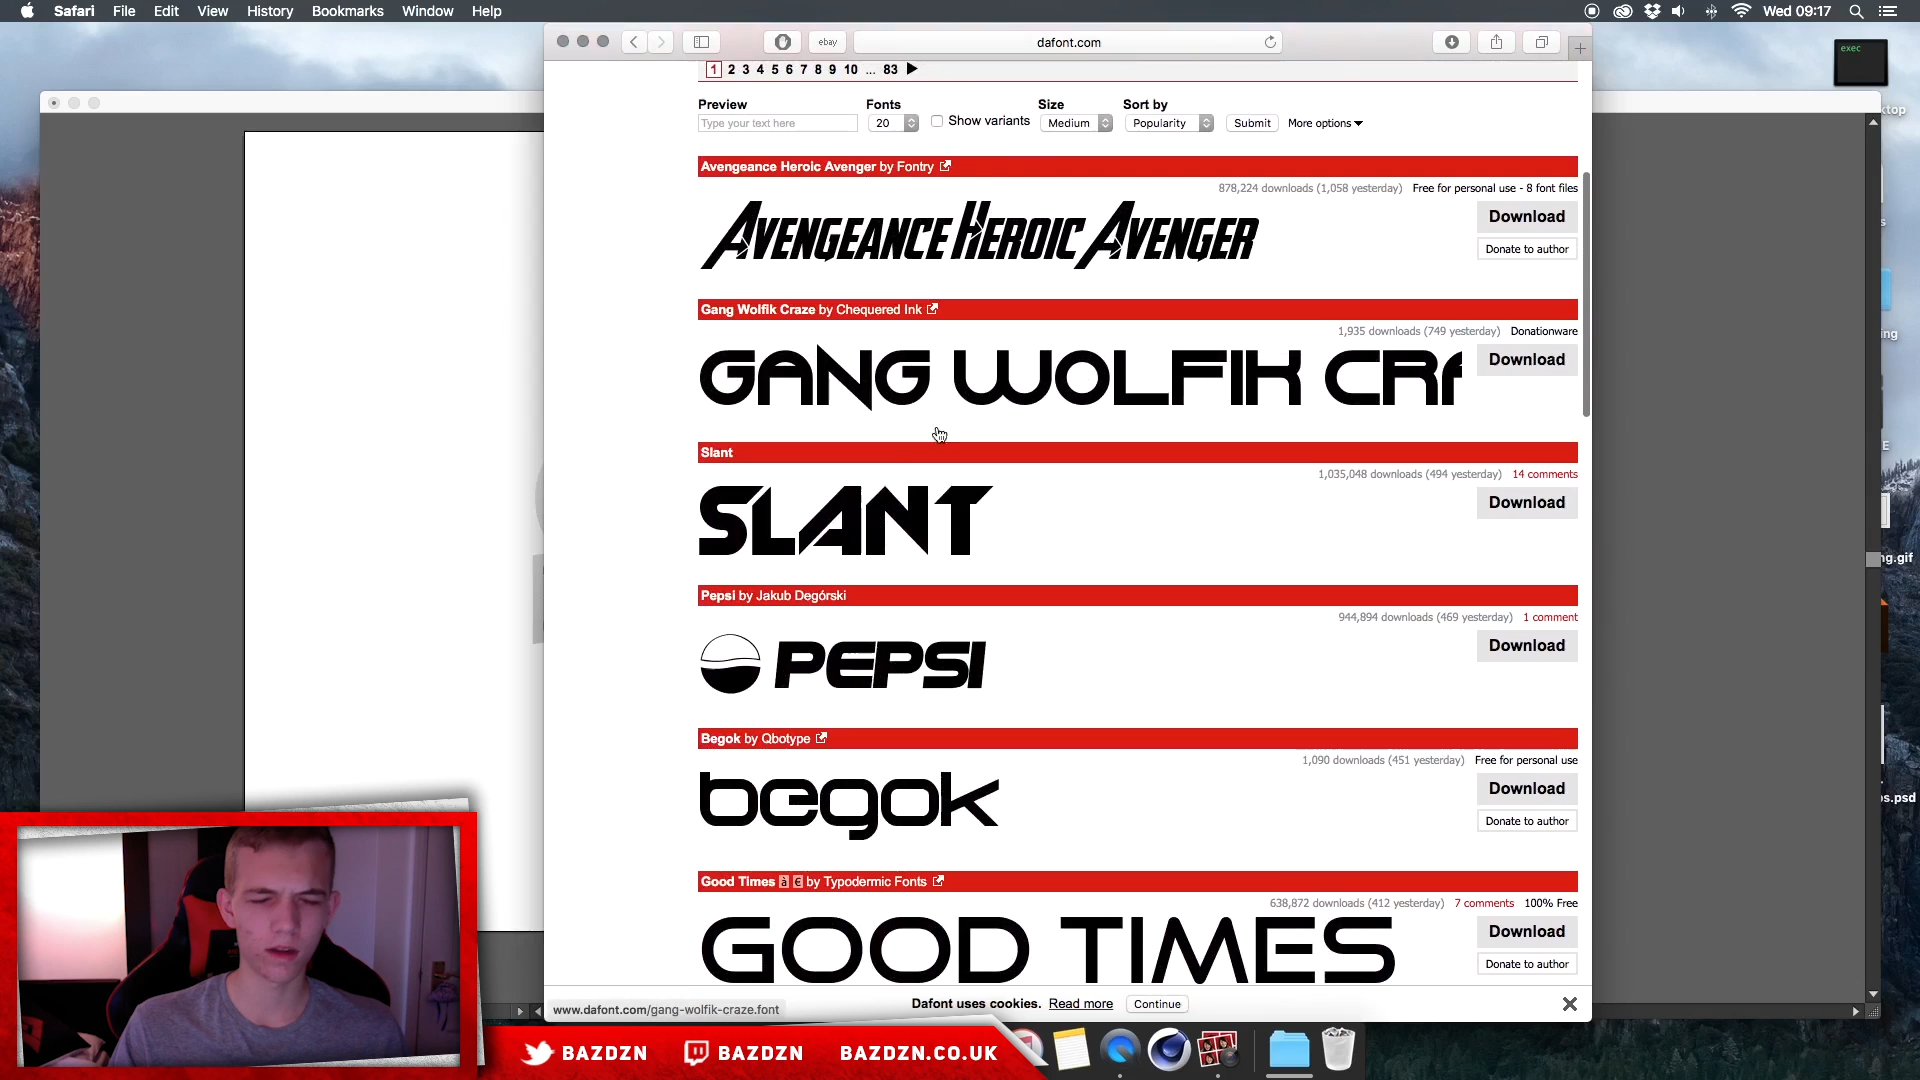 Safari File Edit View History Bookmarks Window Help Wed 09:17
exec
ebay dafont.com
1 2 3 4 5 6 7 8 9 10 ... 83
Preview Fonts Size Sort by
Type your text here 20 Show variants Medium Popularity Submit More options
Avengeance Heroic Avenger by Fontry
878,224 downloads (1,058 yesterday) Free for personal use - 8 font files
AVENGEANCE HEROIC AVENGER
Download
Donate to author
Gang Wolfik Craze by Chequered Ink
1,935 downloads (749 yesterday) Donationware
GANG WOLFIK CRA
Download
Slant
1,035,048 downloads (494 yesterday) 14 comments
SLANT
Download
Pepsi by Jakub Degórski
944,894 downloads (469 yesterday) 1 comment
PEPSI
Download
Begok by Qbotype
1,090 downloads (451 yesterday) Free for personal use
begok
Download
Donate to author
Good Times à € by Typodermic Fonts
638,872 downloads (412 yesterday) 7 comments 100% Free
GOOD TIMES
Download
Donate to author
Dafont uses cookies. Read more Continue
www.dafont.com/gang-wolfik-craze.font
ktop
ing
ng.gif
os.psd
BAZDZN BAZDZN BAZDZN.CO.UK